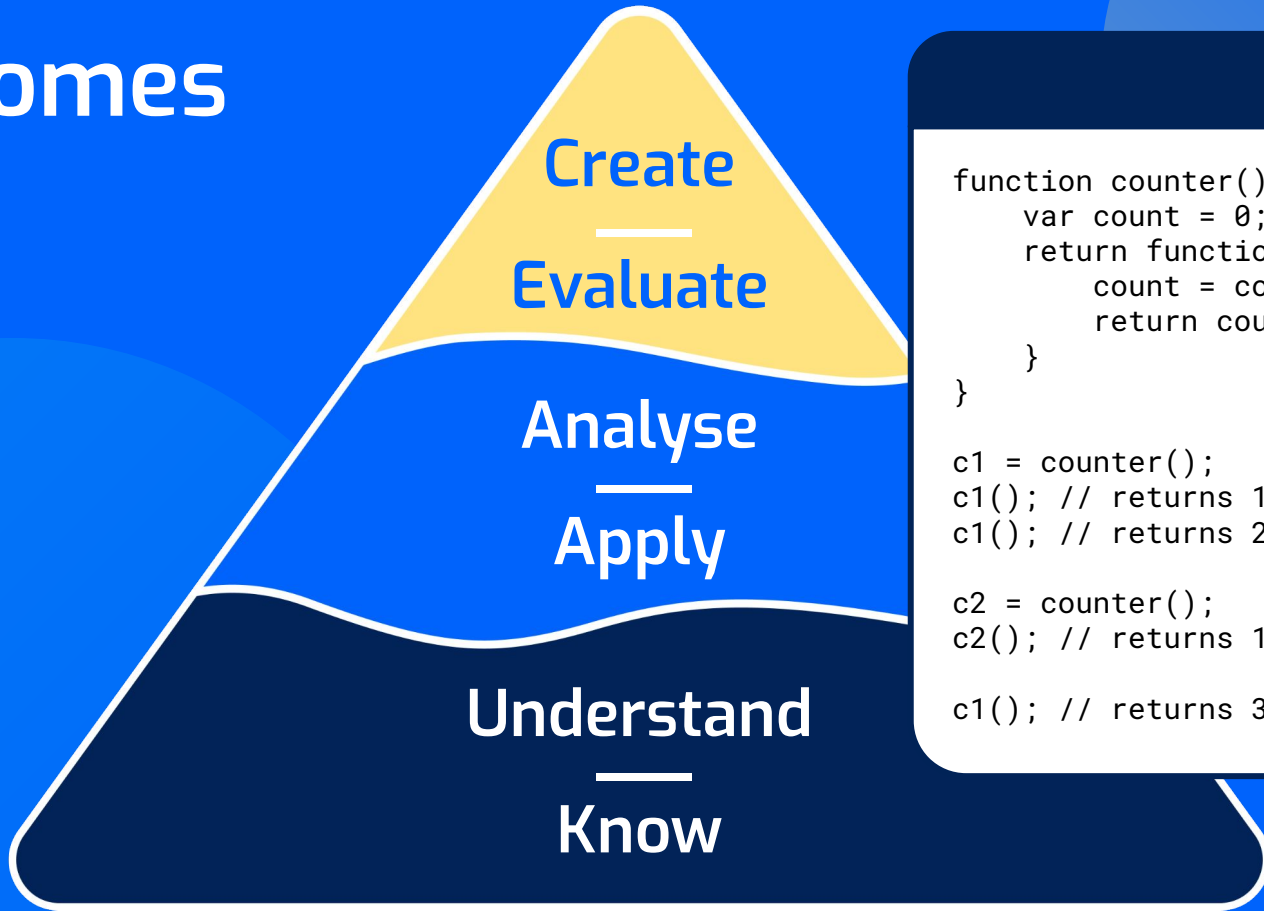 omes
Create
Evaluate
Analyse
Apply
Understand
Know
function counter()
    var count = 0;
    return functio
        count = co
        return cou
    }
}
c1 = counter();
c1(); // returns 1
c1(); // returns 2
c2 = counter();
c2(); // returns 1
c1(); // returns 3